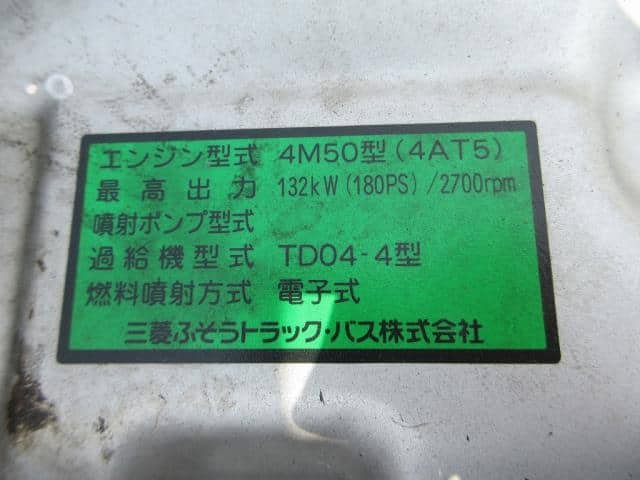 エンジン型式 4M50型(4AT5)
最高出力 132kW(180PS)/2700rpm
噴射ポンプ型式
過給機型式 TD04-4型
燃料噴射方式 電子式
三菱ふそうトラック・バス株式会社